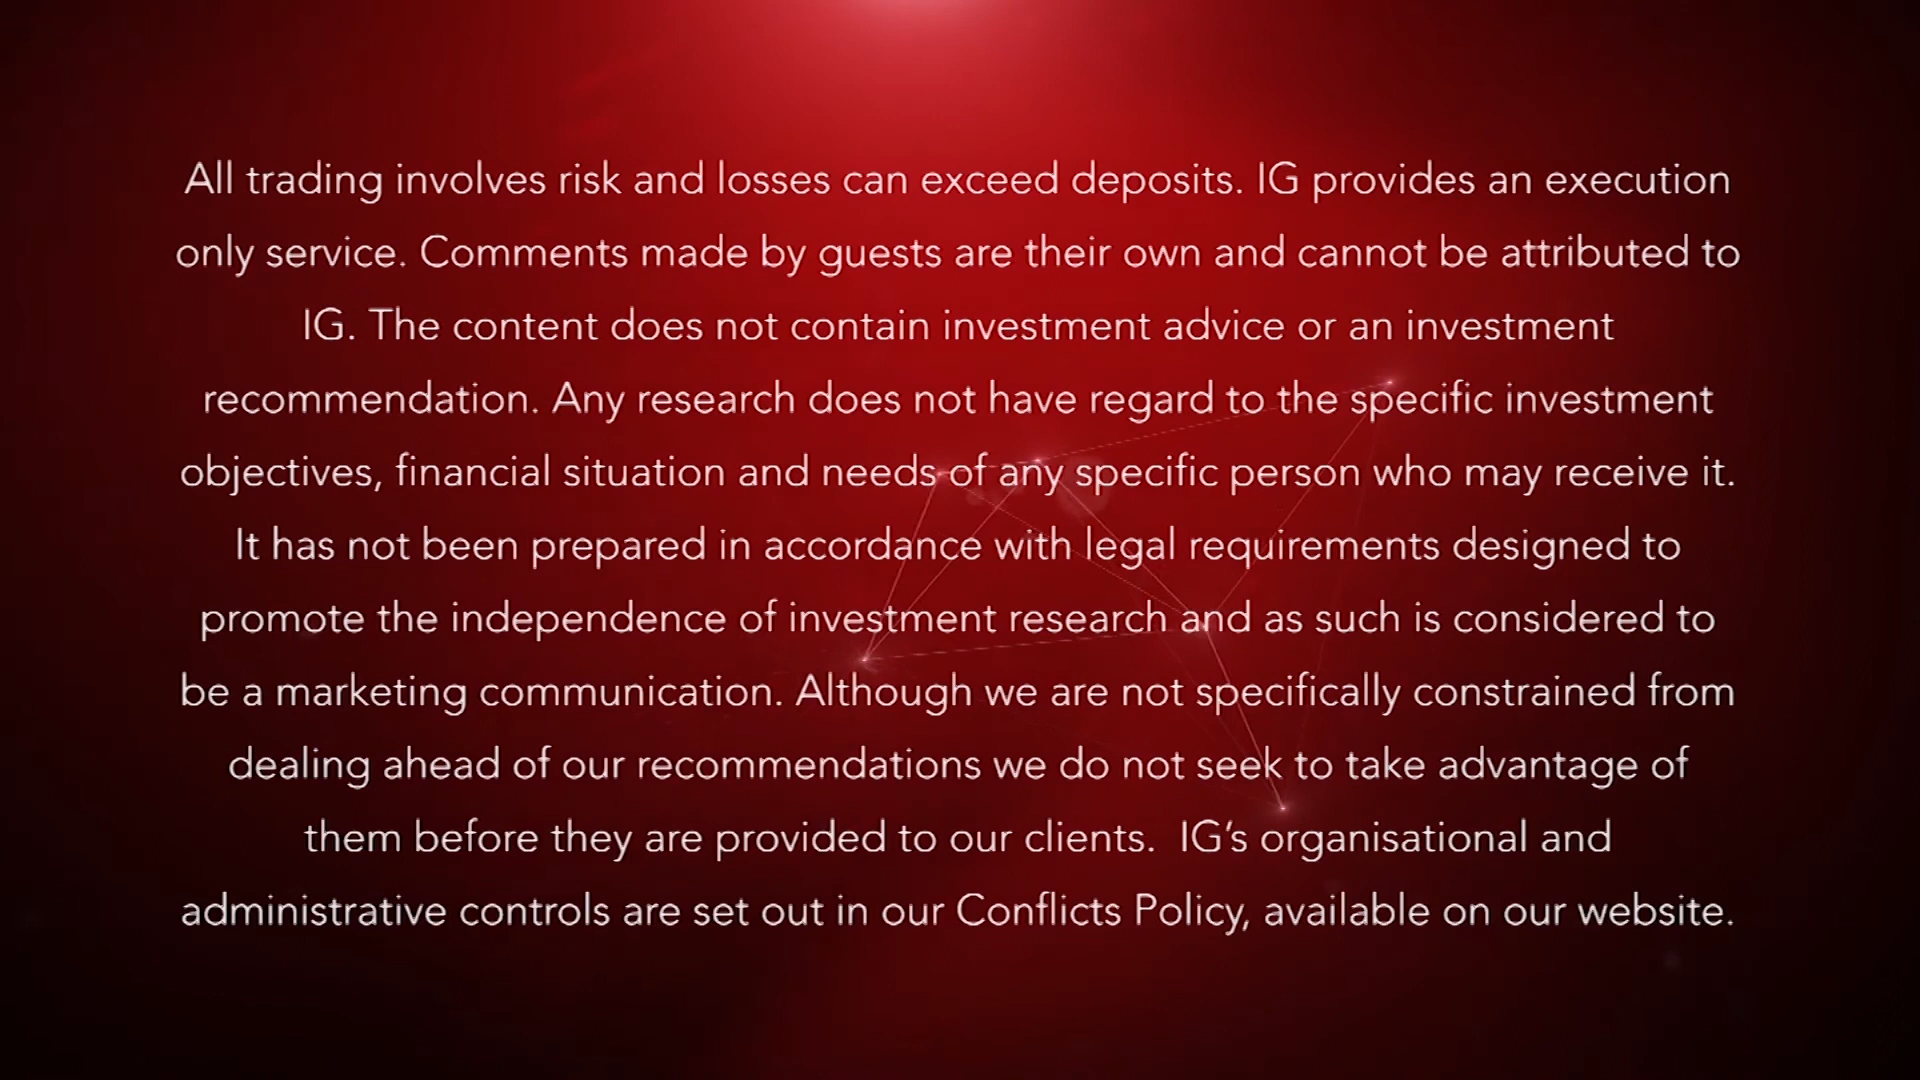 All trading involves risk and losses can exceed deposits. IG provides an execution
only service. Comments made by guests are their own and cannot be attributed to
IG. The content does not contain investment advice or an investment
recommendation. Any research does not have regard to the specific investment
objectives, financial situation and needs of any specific person who may receive it.
It has not been prepared in accordance with legal requirements designed to
promote the independence of investment research and as such is considered to
be a marketing communication. Although we are not specifically constrained from
dealing ahead of our recommendations we do not seek to take advantage of
them before they are provided to our clients.  IG’s organisational and
administrative controls are set out in our Conflicts Policy, available on our website.